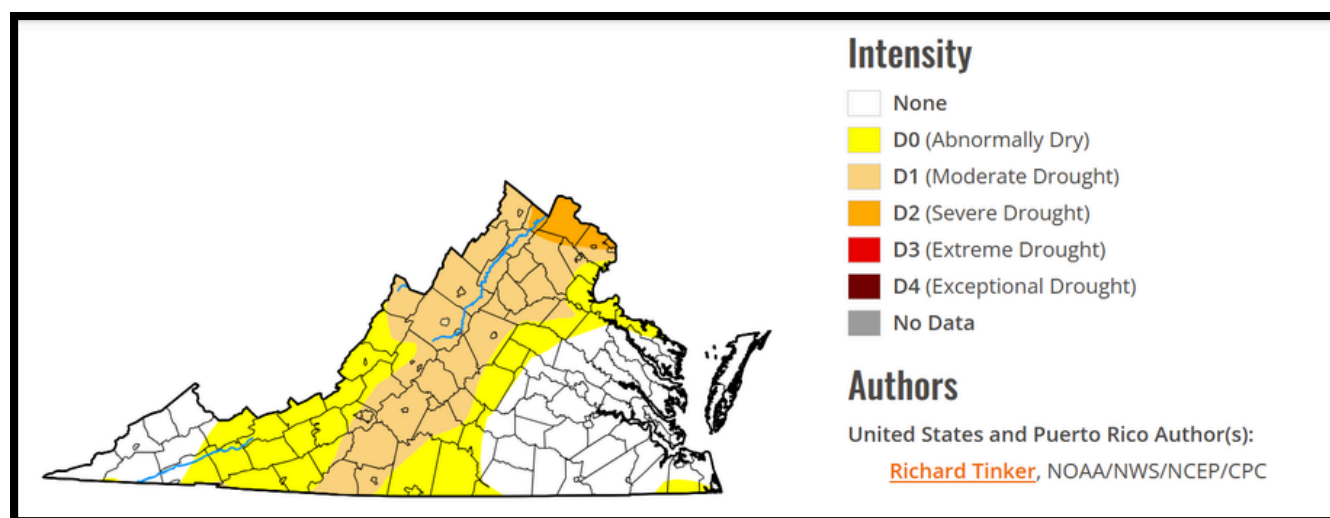 Intensity
None
D0 (Abnormally Dry)
D1 (Moderate Drought)
D2 (Severe Drought)
D3 (Extreme Drought)
D4 (Exceptional Drought)
No Data
Authors
United States and Puerto Rico Author(s):
Richard Tinker, NOAA/NWS/NCEP/CPC